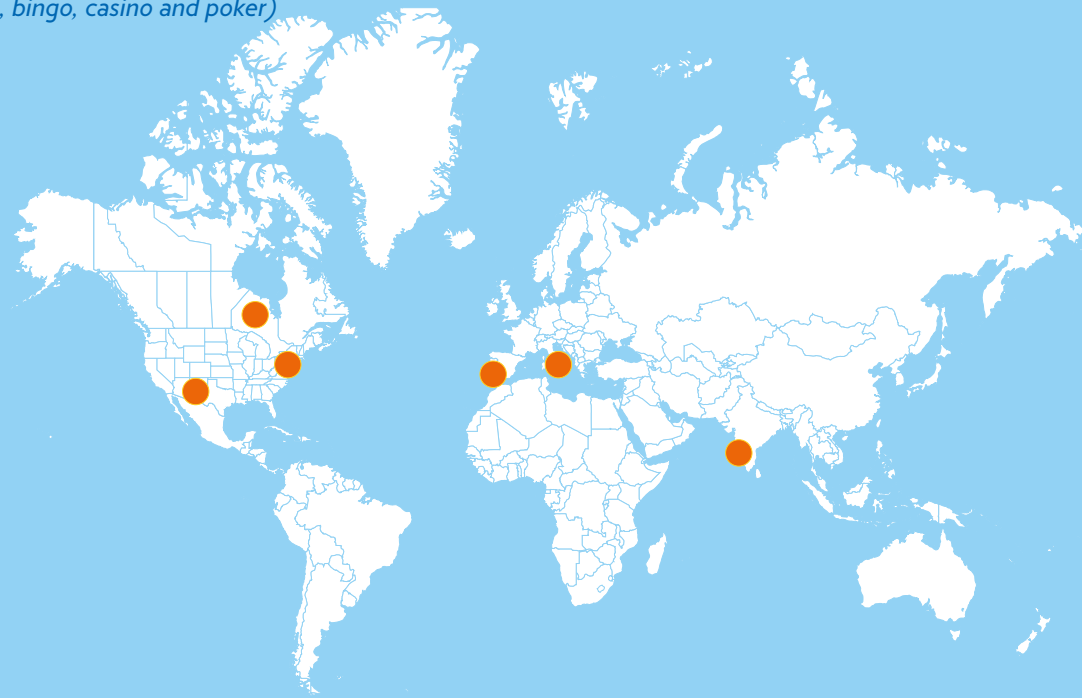 , bingo, casino and poker)